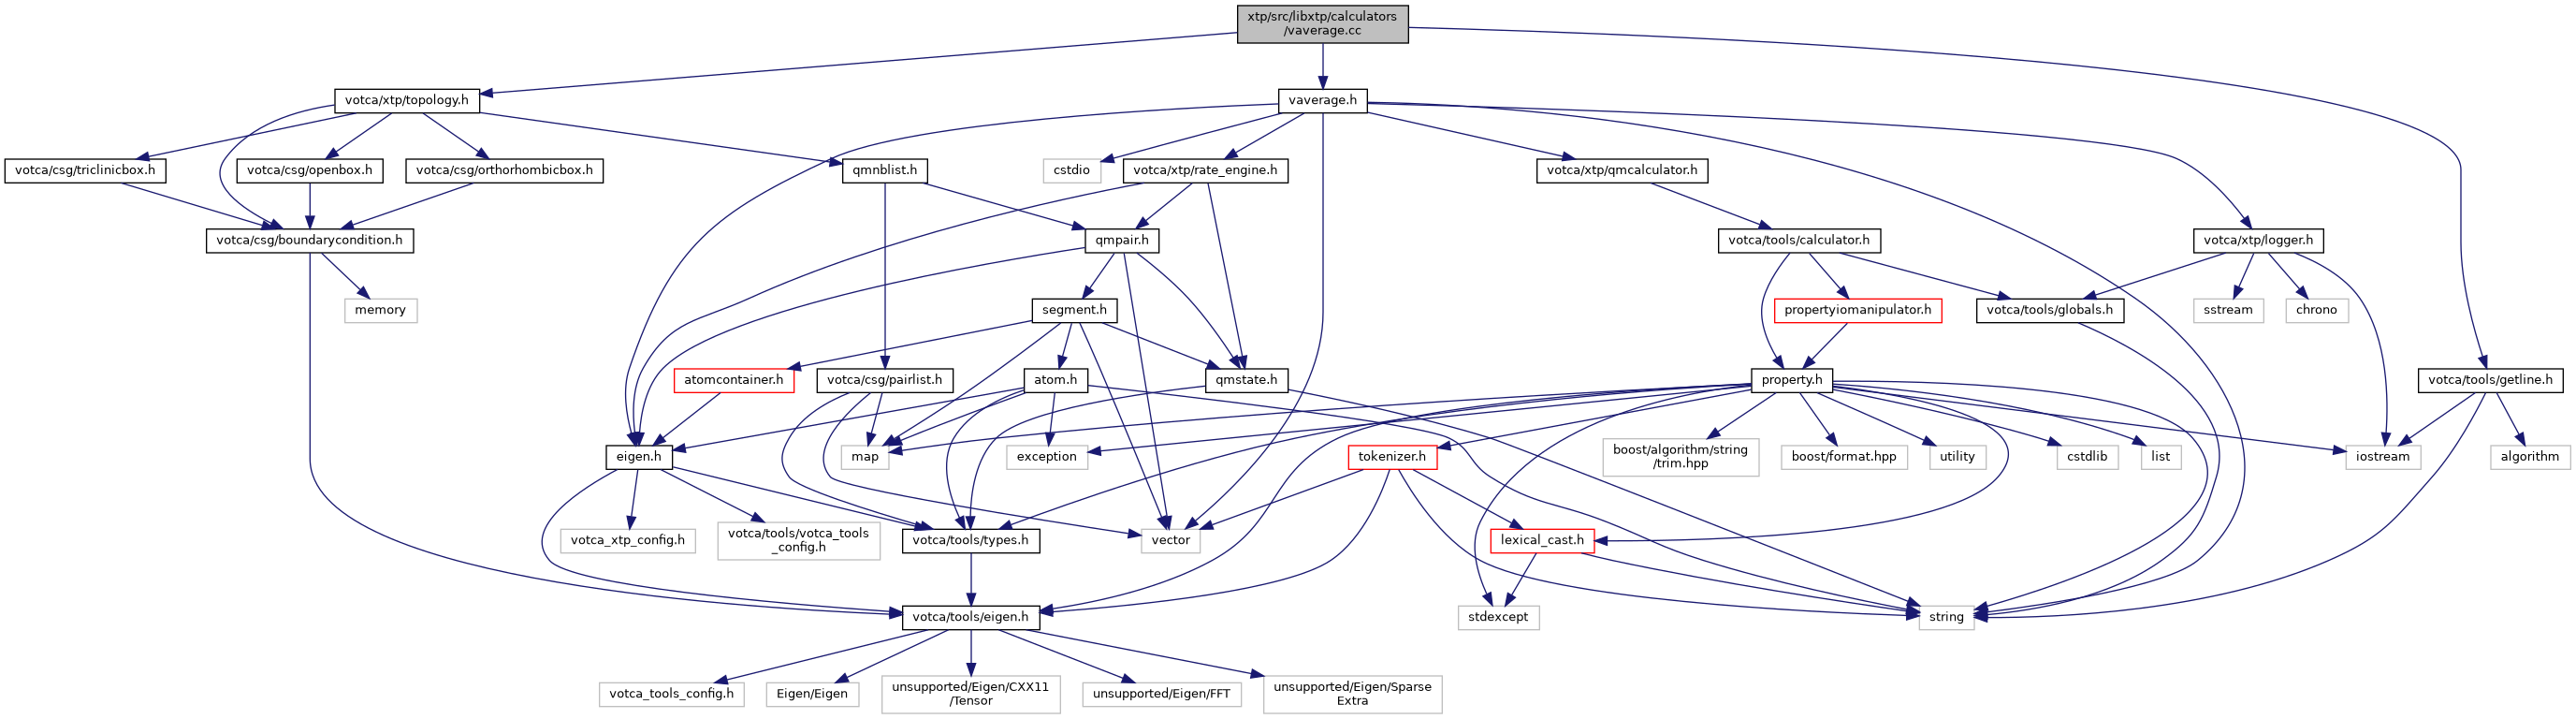 xtp/src/libxtp/calculators
/vaverage.cc
votca/xtp/topology.h
vaverage.h
votca/csg/triclinicbox.h
votca/csg/openbox.h
votca/csg/orthorhombicbox.h
qmnblist.h
cstdio
votca/xtp/rate_engine.h
votca/xtp/qmcalculator.h
votca/csg/boundarycondition.h
qmpair.h
votca/tools/calculator.h
votca/xtp/logger.h
memory
segment.h
propertyiomanipulator.h
votca/tools/globals.h
sstream
chrono
atomcontainer.h
votca/csg/pairlist.h
atom.h
qmstate.h
property.h
votca/tools/getline.h
eigen.h
map
exception
tokenizer.h
boost/algorithm/string
/trim.hpp
boost/format.hpp
utility
cstdlib
list
iostream
algorithm
votca_xtp_config.h
votca/tools/votca_tools
_config.h
votca/tools/types.h
vector
lexical_cast.h
votca/tools/eigen.h
stdexcept
string
votca_tools_config.h
Eigen/Eigen
unsupported/Eigen/CXX11
/Tensor
unsupported/Eigen/FFT
unsupported/Eigen/Sparse
Extra